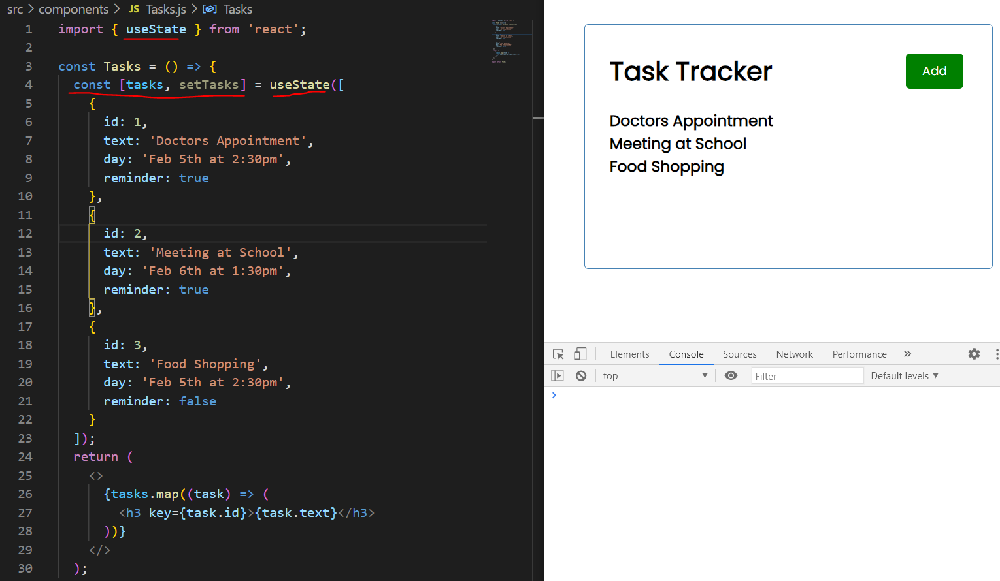 src > components > JS Tasks.js > Tasks
1 import { useState } from 'react';
2
3 const Tasks = () => {
4 const [tasks, setTasks] = useState([
5 {
6 id: 1,
7 text: 'Doctors Appointment',
8 day: 'Feb 5th at 2:30pm',
9 reminder: true
10 },
11 {
12 id: 2,
13 text: 'Meeting at School',
14 day: 'Feb 6th at 1:30pm',
15 reminder: true
16 },
17 {
18 id: 3,
19 text: 'Food Shopping',
20 day: 'Feb 5th at 2:30pm',
21 reminder: false
22 }
23 ]);
24 return (
25 <>
26 {tasks.map((task) => (
27 <h3 key={task.id}>{task.text}</h3>
28 ))}
29 </>
30 );
Task Tracker Add
Doctors Appointment
Meeting at School
Food Shopping
Elements Console Sources Network Performance »
top Filter Default levels